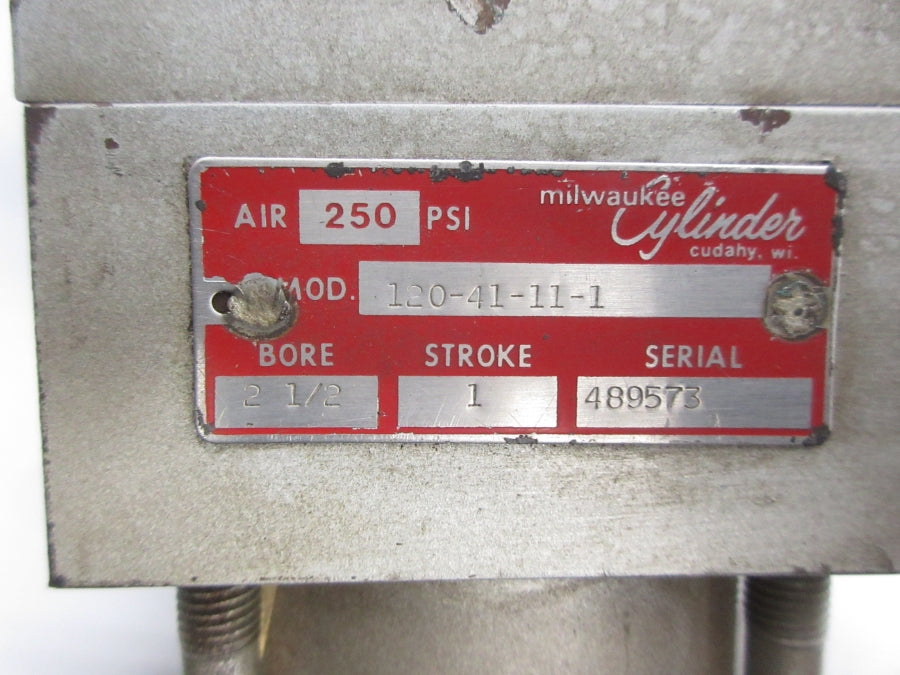 AIR 250 PSI
milwaukee
Cylinder
cudahy, wi.
MOD. 120-41-11-1
BORE STROKE SERIAL
2 1/2 1 489573